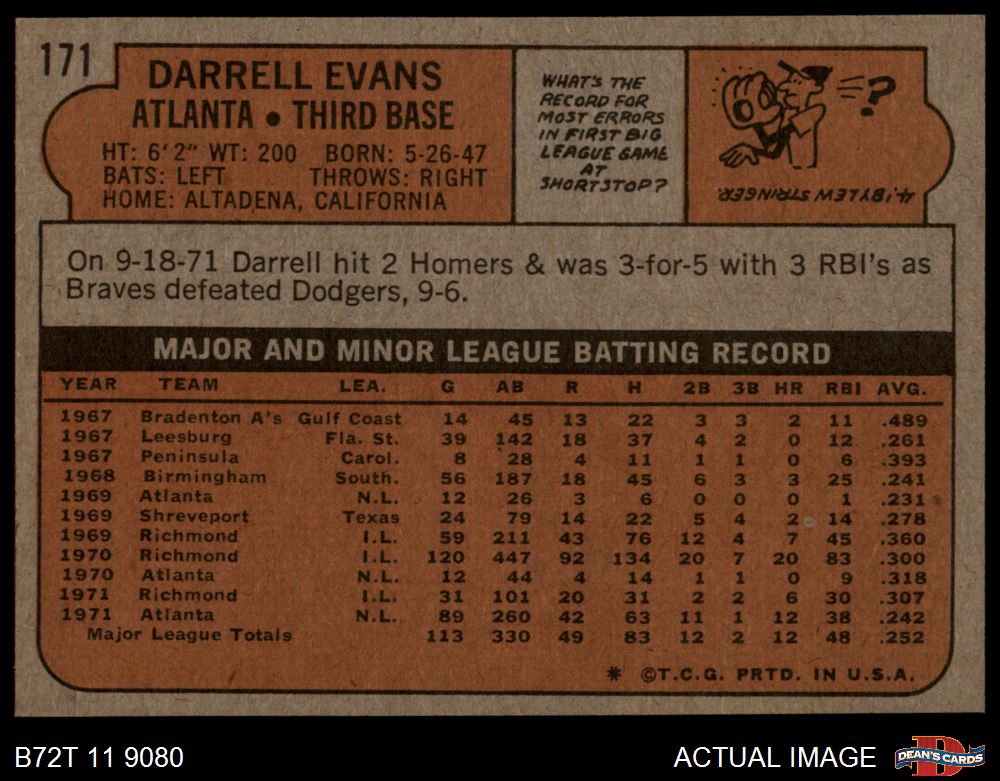 171
DARRELL EVANS
ATLANTA • THIRD BASE
HT: 6'2" WT: 200 BORN: 5-26-47
BATS: LEFT THROWS: RIGHT
HOME: ALTADENA, CALIFORNIA
WHAT'S THE
RECORD FOR
MOST ERRORS
IN FIRST BIG
LEAGUE GAME
AT
SHORTSTOP?
?
4, BY LEW STRINGER.
On 9-18-71 Darrell hit 2 Homers & was 3-for-5 with 3 RBI's as
Braves defeated Dodgers, 9-6.
MAJOR AND MINOR LEAGUE BATTING RECORD
YEAR TEAM LEA. G AB R H 2B 3B HR RBI AVG.
1967 Bradenton A's Gulf Coast 14 45 13 22 3 3 2 11 .489
1967 Leesburg Fla. St. 39 142 18 37 4 2 0 12 .261
1967 Peninsula Carol. 8 28 4 11 1 1 0 6 .393
1968 Birmingham South. 56 187 18 45 6 3 3 25 .241
1969 Atlanta N.L. 12 26 3 6 0 0 0 1 .231
1969 Shreveport Texas 24 79 14 22 5 4 2 14 .278
1969 Richmond I.L. 59 211 43 76 12 4 7 45 .360
1970 Richmond I.L. 120 447 92 134 20 7 20 83 .300
1970 Atlanta N.L. 12 44 4 14 1 1 0 9 .318
1971 Richmond I.L. 31 101 20 31 2 2 6 30 .307
1971 Atlanta N.L. 89 260 42 63 11 1 12 38 .242
Major League Totals 113 330 49 83 12 2 12 48 .252
* ©T.C.G. PRTD. IN U.S.A.
B72T 11 9080 ACTUAL IMAGE
D
DEAN'S CARDS